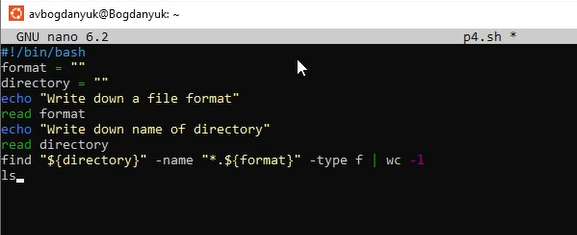 avbogdanyuk@Bogdanyuk: ~
GNU nano 6.2 p4.sh *
#!/bin/bash
format = ""
directory = ""
echo "Write down a file format"
read format
echo "Write down name of directory"
read directory
find "${directory}" -name "*.${format}" -type f | wc -l
ls